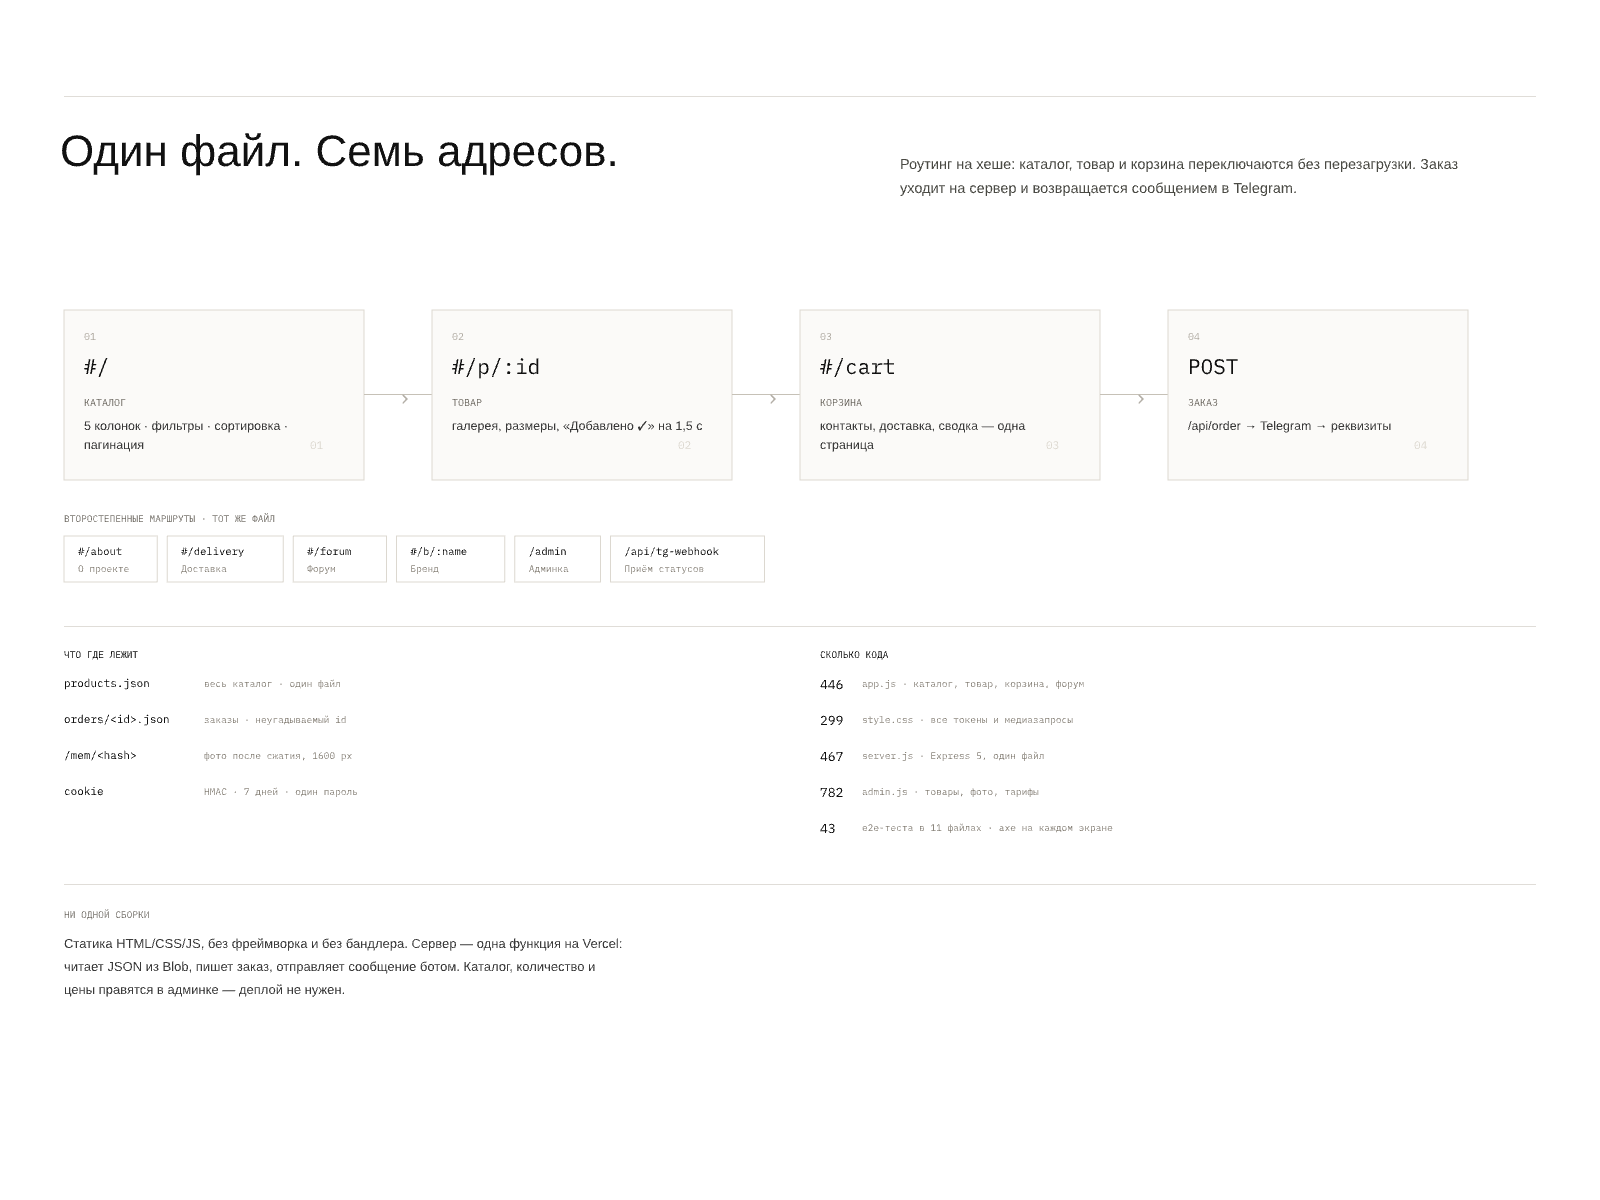 Один файл. Семь адресов.
Роутинг на хеше: каталог, товар и корзина переключаются без перезагрузки. Заказ
уходит на сервер и возвращается сообщением в Telegram.
01
#/
КАТАЛОГ
5 колонок · фильтры · сортировка ·
пагинация
01
02
#/p/:id
ТОВАР
галерея, размеры, «Добавлено ✓» на 1,5 с
02
03
#/cart
КОРЗИНА
контакты, доставка, сводка — одна
страница
03
04
POST
ЗАКАЗ
/api/order → Telegram → реквизиты
04
ВТОРОСТЕПЕННЫЕ МАРШРУТЫ · ТОТ ЖЕ ФАЙЛ
#/about
О проекте
#/delivery
Доставка
#/forum
Форум
#/b/:name
Бренд
/admin
Админка
/api/tg-webhook
Приём статусов
ЧТО ГДЕ ЛЕЖИТ
products.json весь каталог · один файл
orders/<id>.json заказы · неугадываемый id
/mem/<hash> фото после сжатия, 1600 px
cookie HMAC · 7 дней · один пароль
СКОЛЬКО КОДА
446 app.js · каталог, товар, корзина, форум
299 style.css · все токены и медиазапросы
467 server.js · Express 5, один файл
782 admin.js · товары, фото, тарифы
43 e2e-теста в 11 файлах · axe на каждом экране
НИ ОДНОЙ СБОРКИ
Статика HTML/CSS/JS, без фреймворка и без бандлера. Сервер — одна функция на Vercel:
читает JSON из Blob, пишет заказ, отправляет сообщение ботом. Каталог, количество и
цены правятся в админке — деплой не нужен.